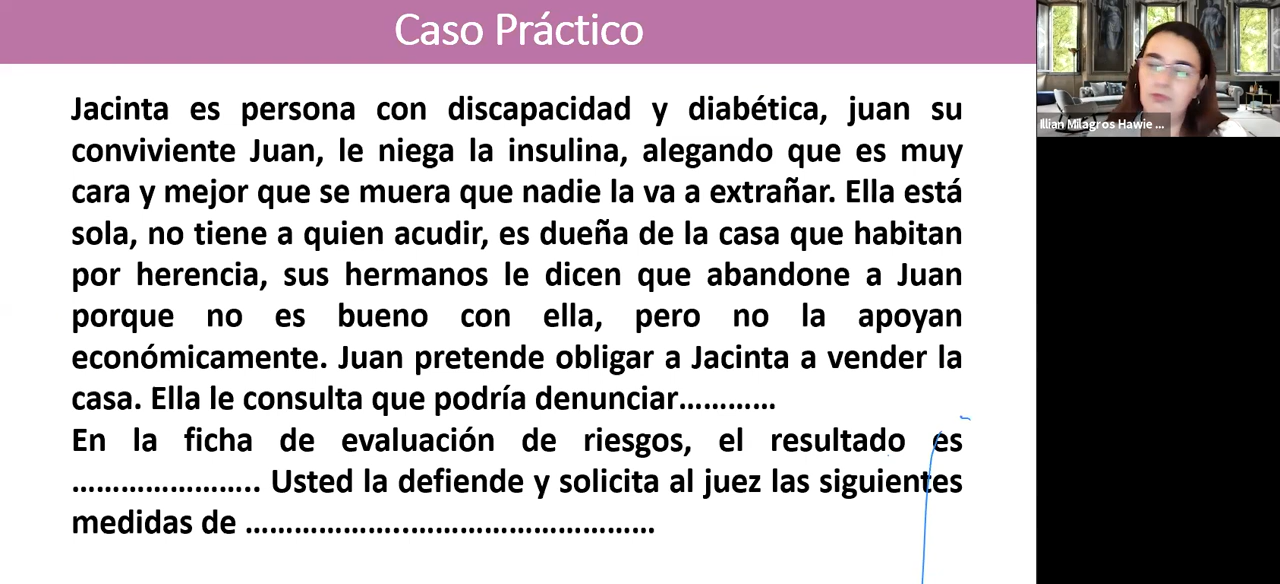 Caso Práctico
Jacinta es persona con discapacidad y diabética, juan su
conviviente Juan, le niega la insulina, alegando que es muy
cara y mejor que se muera que nadie la va a extrañar. Ella está
sola, no tiene a quien acudir, es dueña de la casa que habitan
por herencia, sus hermanos le dicen que abandone a Juan
porque no es bueno con ella, pero no la apoyan
económicamente. Juan pretende obligar a Jacinta a vender la
casa. Ella le consulta que podría denunciar…………
En la ficha de evaluación de riesgos, el resultado es
………………….. Usted la defiende y solicita al juez las siguientes
medidas de ………………..…………………………
llian Milagros Hawie ...